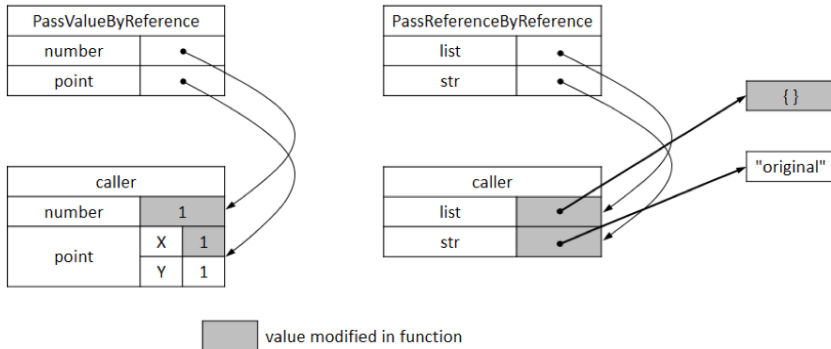 PassValueByReference
number
point
PassReferenceByReference
list
str
{ }
"original"
caller
number 1
point X 1
Y 1
caller
list
str
value modified in function